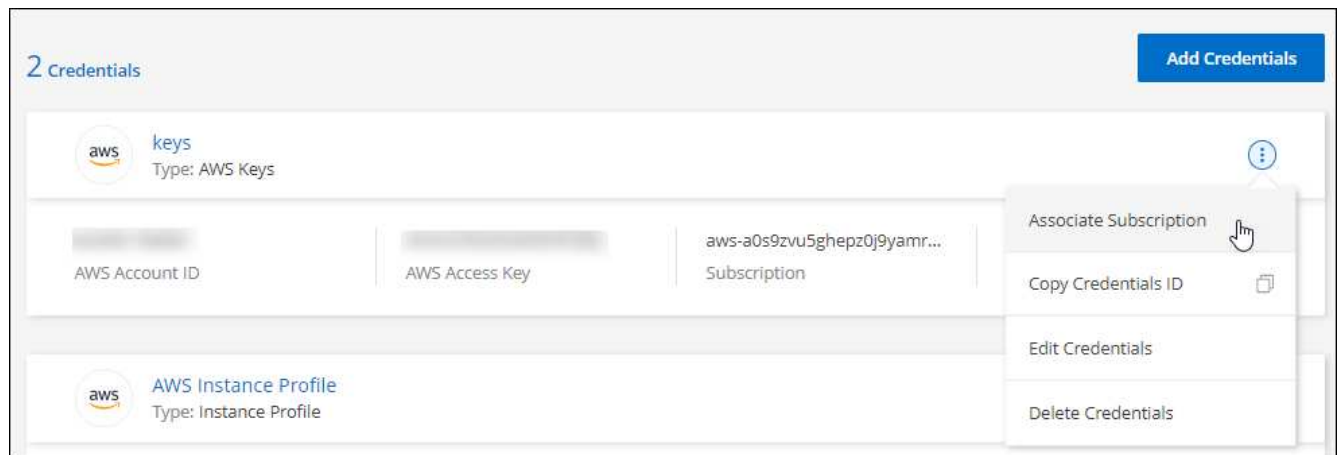 2 Credentials
Add Credentials
aws
keys
Type: AWS Keys
Associate Subscription
aws-a0s9zvu5ghepz0j9yamr...
AWS Account ID
AWS Access Key
Subscription
Copy Credentials ID
Edit Credentials
aws
AWS Instance Profile
Type: Instance Profile
Delete Credentials